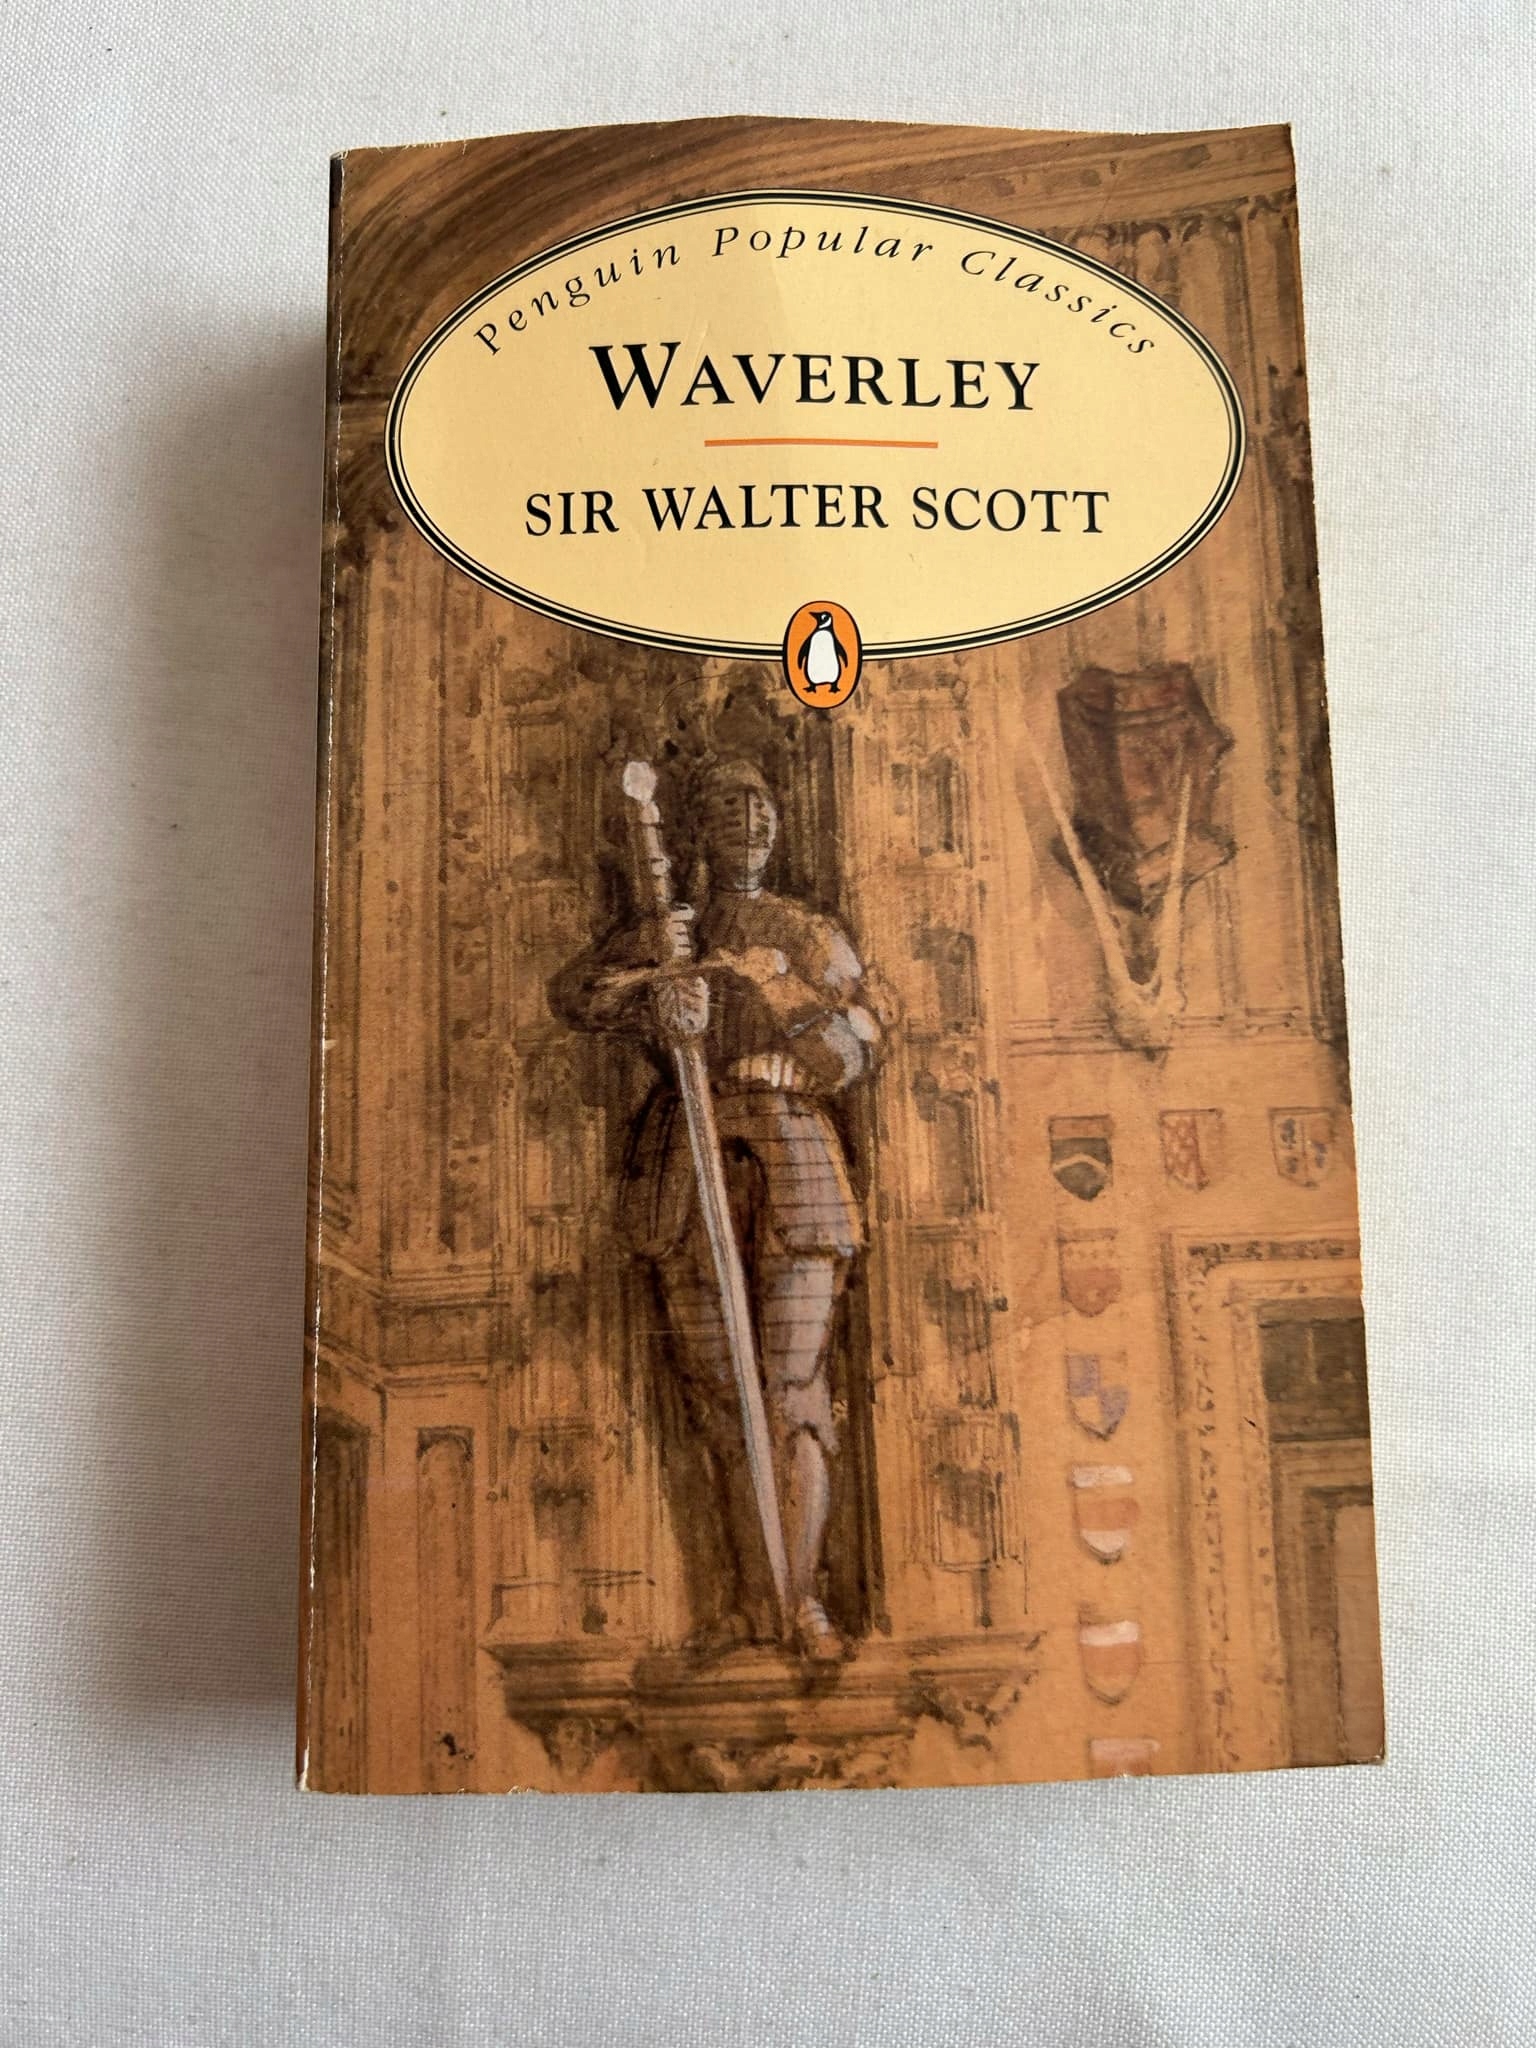 Penguin Popular Classics
WAVERLEY
SIR WALTER SCOTT